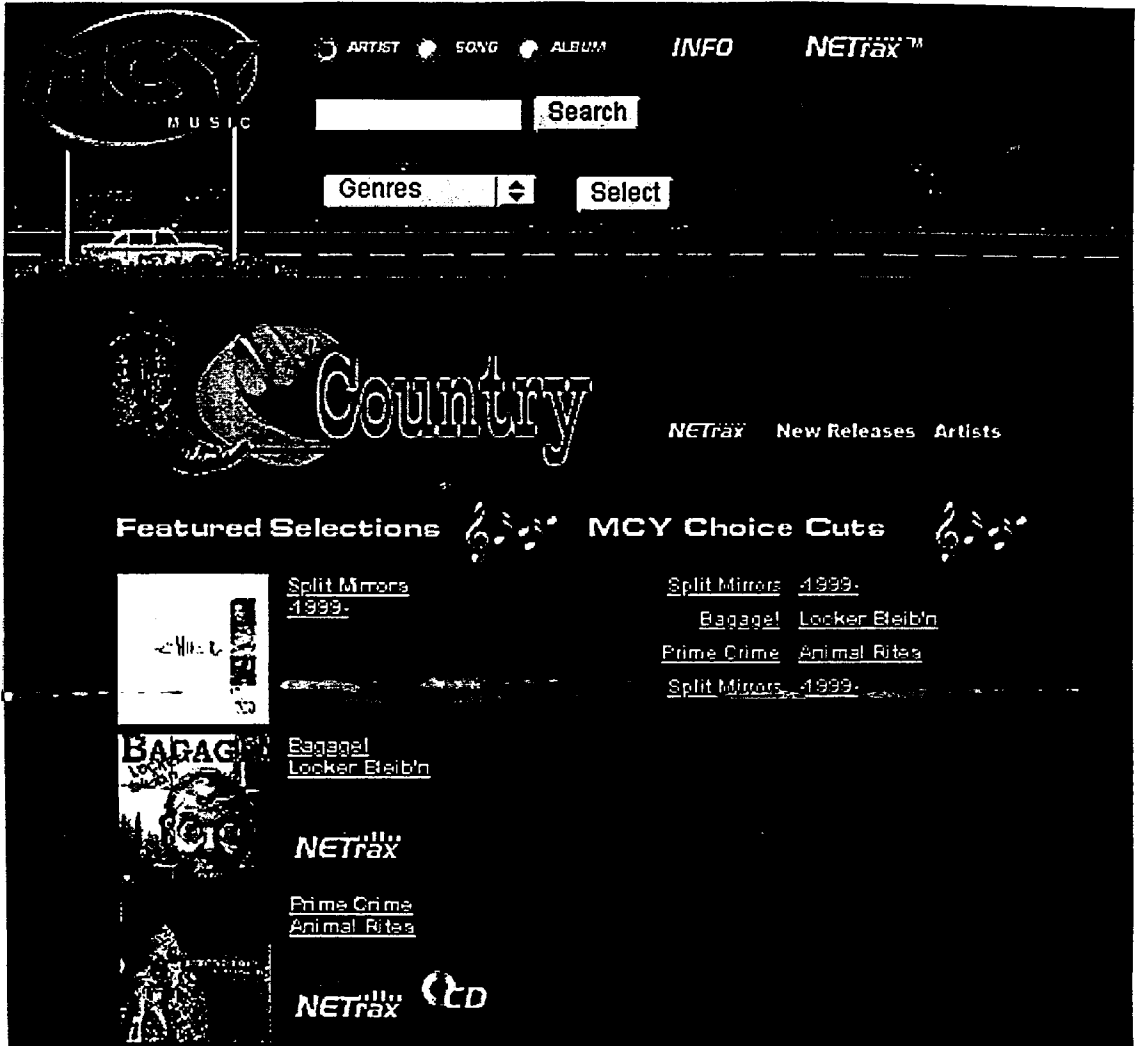 MCY
MUSIC
ARTIST SONG ALBUM INFO NETrax™
Search
Genres Select
Country
NETrax New Releases Artists
Featured Selections MCY Choice Cuts
Split Mirrors
-1999-
Split Mirrors -1999-
Bagage! Locker Bleib'n
Prime Crime Animal Rites
Split Mirrors -1999-
BAGAGE!
Bagage!
Locker Bleib'n
NETrax
Prime Crime
Animal Rites
NETrax CD